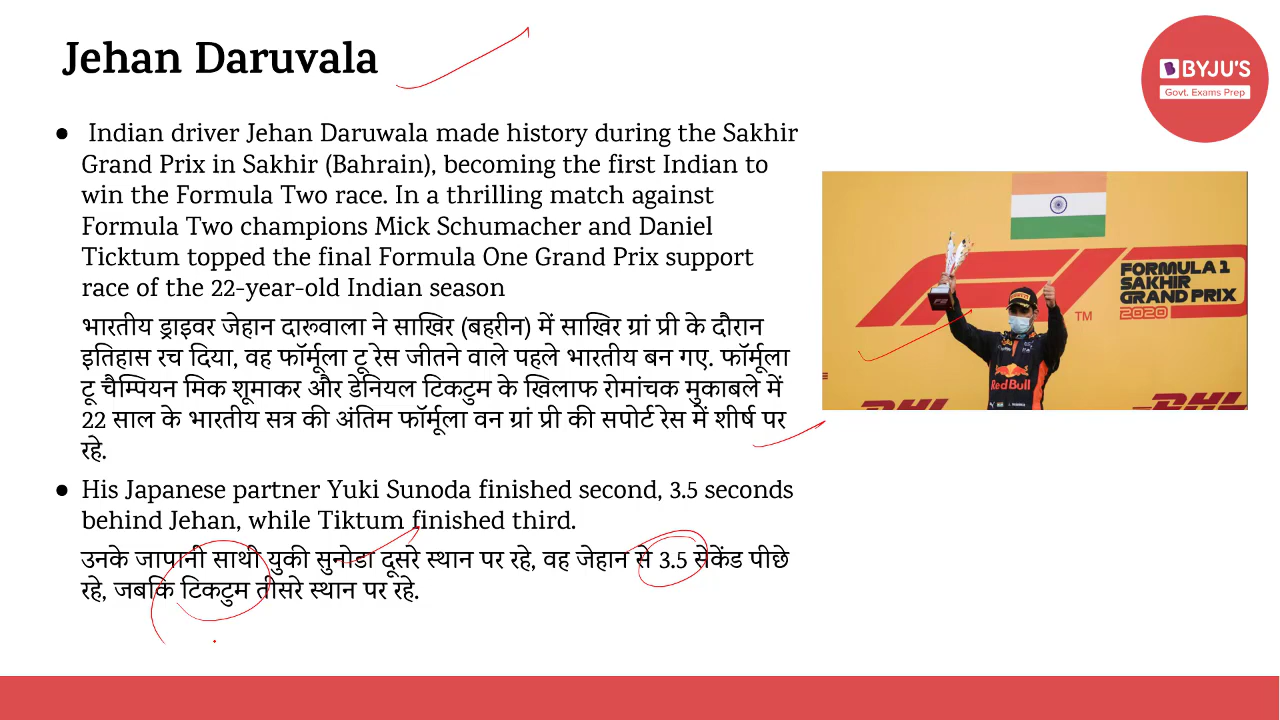 Jehan Daruvala
BYJU'S
Govt. Exams Prep
● Indian driver Jehan Daruwala made history during the Sakhir
Grand Prix in Sakhir (Bahrain), becoming the first Indian to
win the Formula Two race. In a thrilling match against
Formula Two champions Mick Schumacher and Daniel
Ticktum topped the final Formula One Grand Prix support
race of the 22-year-old Indian season
भारतीय ड्राइवर जेहान दारूवाला ने साखिर (बहरीन) में साखिर ग्रां प्री के दौरान
इतिहास रच दिया, वह फॉर्मूला टू रेस जीतने वाले पहले भारतीय बन गए. फॉर्मूला
टू चैम्पियन मिक शूमाकर और डेनियल टिकटुम के खिलाफ रोमांचक मुकाबले में
22 साल के भारतीय सत्र की अंतिम फॉर्मूला वन ग्रां प्री की सपोर्ट रेस में शीर्ष पर
रहे.
● His Japanese partner Yuki Sunoda finished second, 3.5 seconds
behind Jehan, while Tiktum finished third.
उनके जापानी साथी युकी सुनोडा दूसरे स्थान पर रहे, वह जेहान से 3.5 सेकेंड पीछे
रहे, जबकि टिकटुम तीसरे स्थान पर रहे.
FORMULA 1
SAKHIR
GRAND PRIX
2020
TM
Red Bull
DHL
DHL